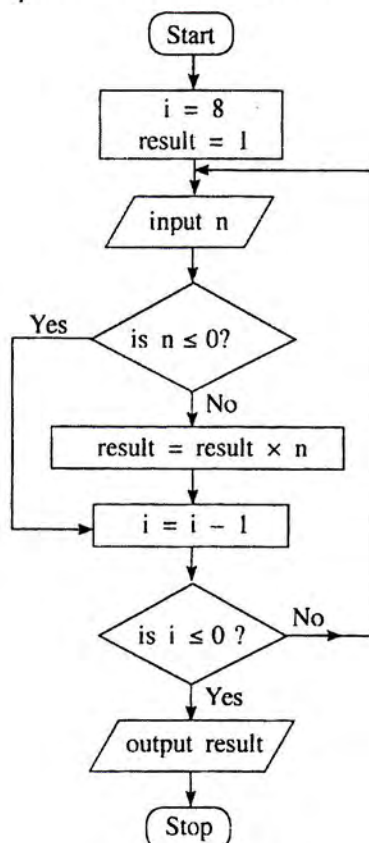 Start
i = 8
result = 1
input n
is n ≤ 0?
Yes
No
result = result × n
i = i − 1
is i ≤ 0 ?
No
Yes
output result
Stop